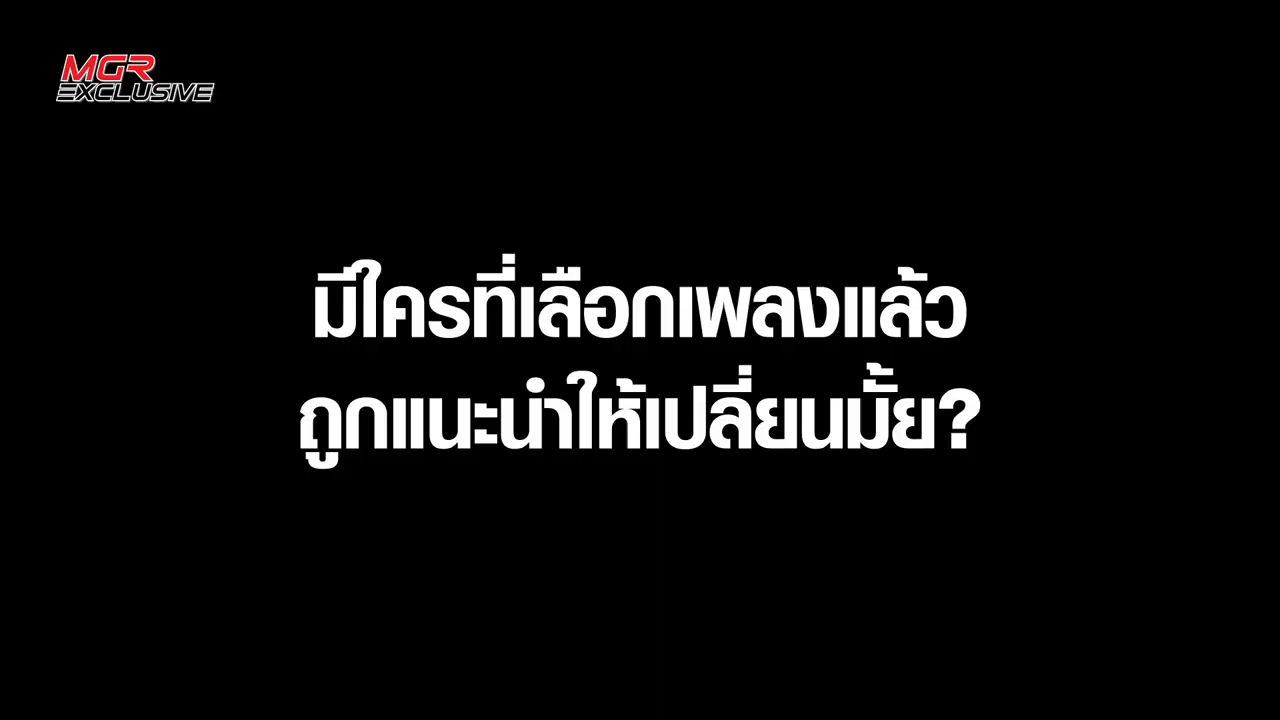 MGR
EXCLUSIVE
มีใครที่เลือกเพลงแล้ว
ถูกแนะนำให้เปลี่ยนมั้ย?